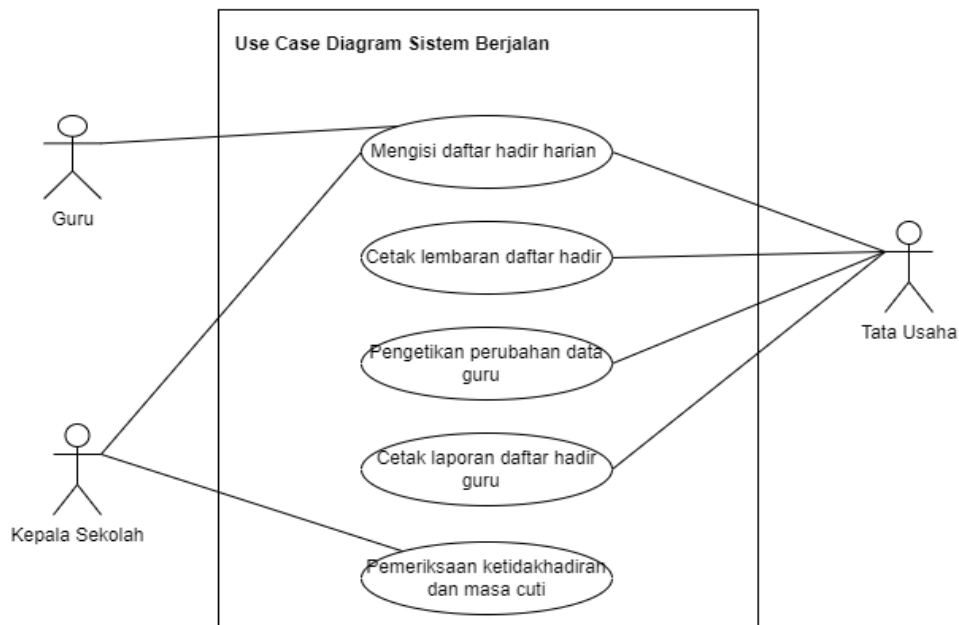 Use Case Diagram Sistem Berjalan
Mengisi daftar hadir harian
Guru
Cetak lembaran daftar hadir
Tata Usaha
Pengetikan perubahan data
guru
Cetak laporan daftar hadir
guru
Kepala Sekolah
Pemeriksaan ketidakhadiran
dan masa cuti